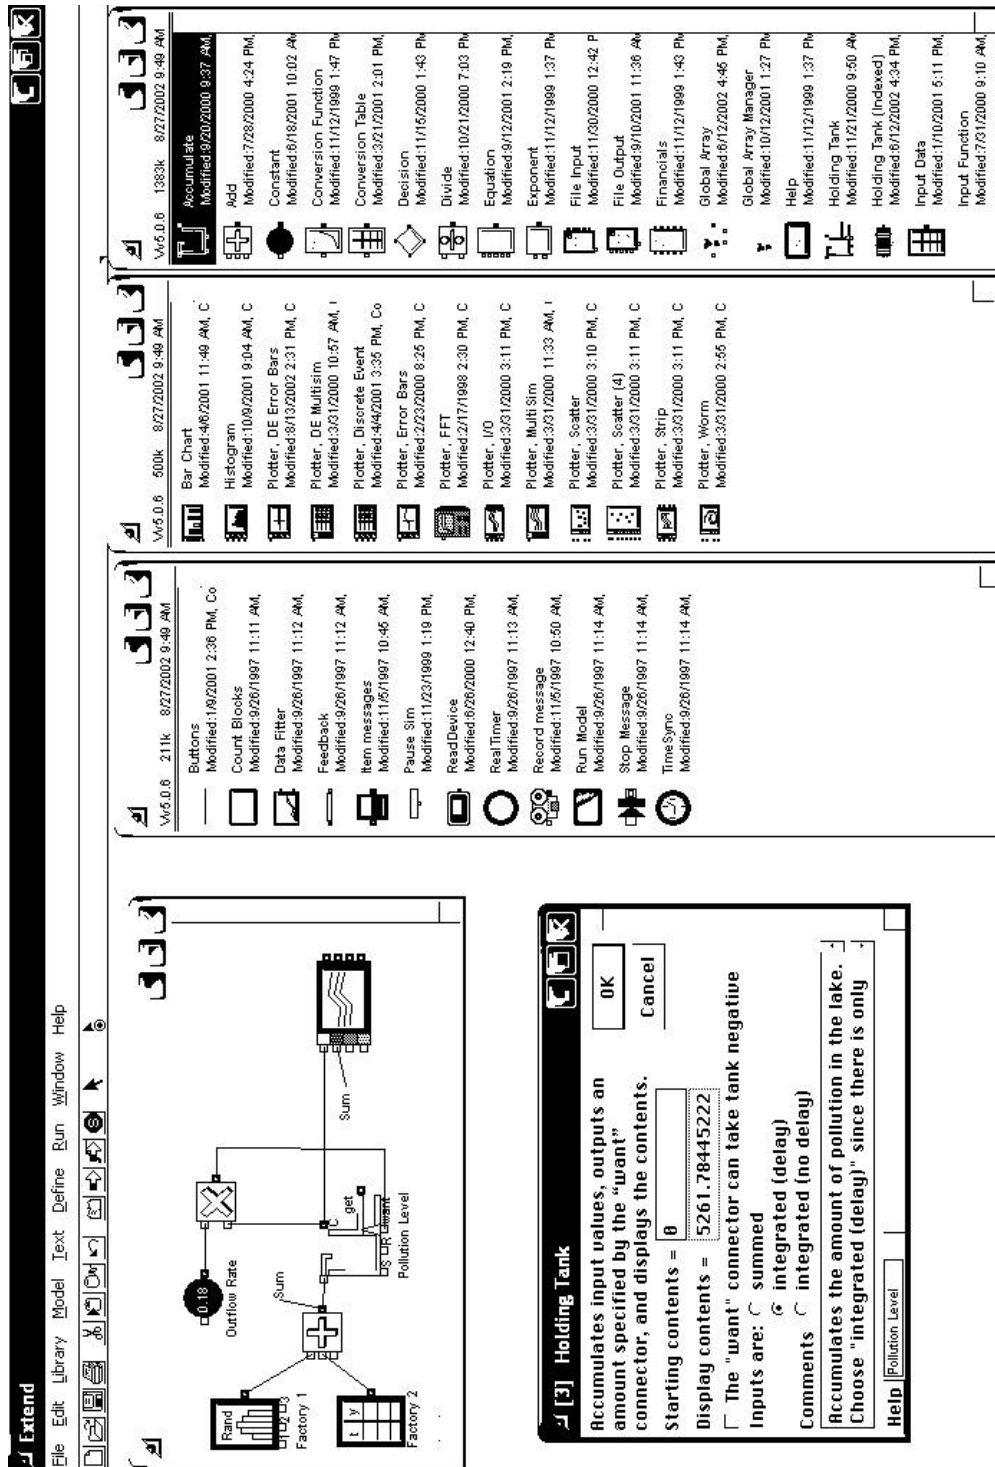 Extend
File Edit Library Model Text Define Run Window Help
Rand
1 2 3
Factory 1
t y
Factory 2
0.18
Outflow Rate
Sum
C
get
want
S R
Pollution Level
Sum
[3] Holding Tank
Accumulates input values, outputs an
amount specified by the "want"
connector, and displays the contents.
OK
Cancel
Starting contents = 0
Display contents = 5261.78445222
The "want" connector can take tank negative
Inputs are: summed
integrated (delay)
Comments integrated (no delay)
Accumulates the amount of pollution in the lake.
Choose "integrated (delay)" since there is only
Help Pollution Level
V5.0.6 211k 8/27/2002 9:49 AM
Buttons
Modified:1/9/2001 2:36 PM, Co
Count Blocks
Modified:9/26/1997 11:11 AM,
Data Fitter
Modified:9/26/1997 11:12 AM,
Feedback
Modified:9/26/1997 11:12 AM,
Item messages
Modified:11/5/1997 10:45 AM,
Pause Sim
Modified:11/23/1999 1:19 PM,
ReadDevice
Modified:6/26/2000 12:40 PM,
RealTimer
Modified:9/26/1997 11:13 AM,
Record message
Modified:11/5/1997 10:50 AM,
Run Model
Modified:9/26/1997 11:14 AM,
Stop Message
Modified:9/26/1997 11:14 AM,
TimeSync
Modified:9/26/1997 11:14 AM,
V5.0.6 500k 8/27/2002 9:49 AM
Bar Chart
Modified:4/6/2001 11:49 AM, C
Histogram
Modified:10/9/2001 9:04 AM, C
Plotter, DE Error Bars
Modified:8/13/2002 2:31 PM, C
Plotter, DE Multisim
Modified:3/31/2000 10:57 AM,
Plotter, Discrete Event
Modified:4/4/2001 3:35 PM, Co
Plotter, Error Bars
Modified:2/23/2000 8:25 PM, C
Plotter, FFT
Modified:2/17/1998 2:30 PM, C
Plotter, I/O
Modified:3/31/2000 3:11 PM, C
Plotter, MultiSim
Modified:3/31/2000 11:33 AM,
Plotter, Scatter
Modified:3/31/2000 3:10 PM, C
Plotter, Scatter (4)
Modified:3/31/2000 3:11 PM, C
Plotter, Strip
Modified:3/31/2000 3:11 PM, C
Plotter, Worm
Modified:3/31/2000 2:55 PM, C
V5.0.6 1383k 8/27/2002 9:49 AM
Accumulate
Modified:9/20/2000 9:37 AM,
Add
Modified:7/28/2000 4:24 PM,
Constant
Modified:6/18/2001 10:02 AM
Conversion Function
Modified:11/12/1999 1:47 PM
Conversion Table
Modified:3/21/2001 2:01 PM,
Decision
Modified:11/15/2000 1:43 PM
Divide
Modified:10/21/2000 7:03 PM
Equation
Modified:9/12/2001 2:19 PM,
Exponent
Modified:11/12/1999 1:37 PM
File Input
Modified:11/30/2000 12:42 P
File Output
Modified:9/10/2001 11:36 AM
Financials
Modified:11/12/1999 1:43 PM
Global Array
Modified:6/12/2002 4:45 PM,
Global Array Manager
Modified:10/12/2001 1:27 PM
Help
Modified:11/12/1999 1:37 PM
Holding Tank
Modified:11/21/2000 9:50 AM
Holding Tank (Indexed)
Modified:6/12/2002 4:34 PM,
Input Data
Modified:1/10/2001 5:11 PM,
Input Function
Modified:7/31/2000 9:10 AM,